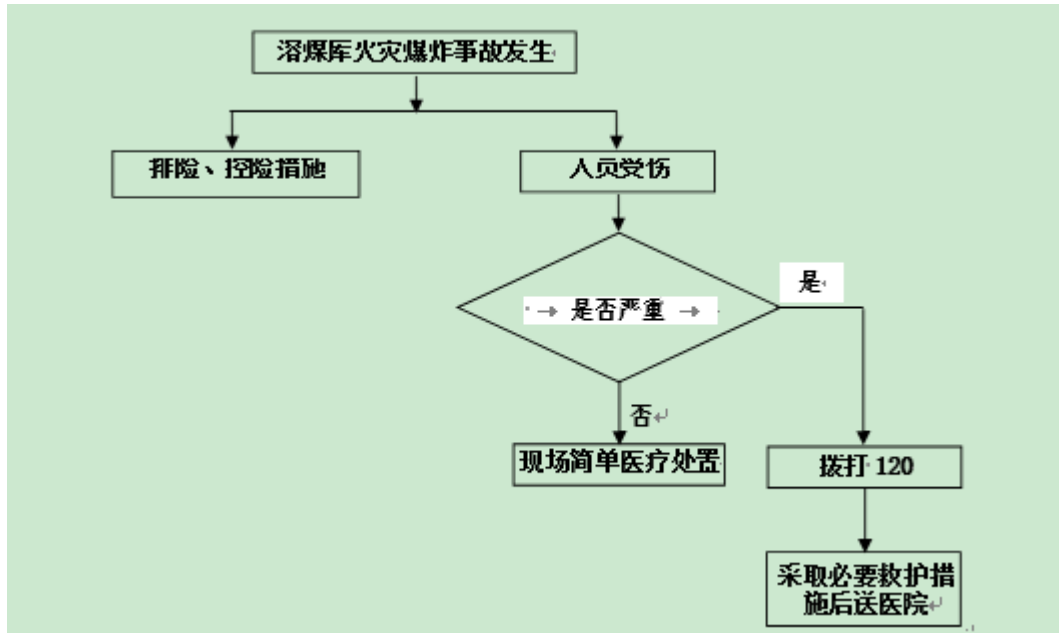 溶煤库火灾爆炸事故发生
排险、控险措施
人员受伤
是否严重
是
否
现场简单医疗处置
拨打 120
采取必要救护措
施后送医院